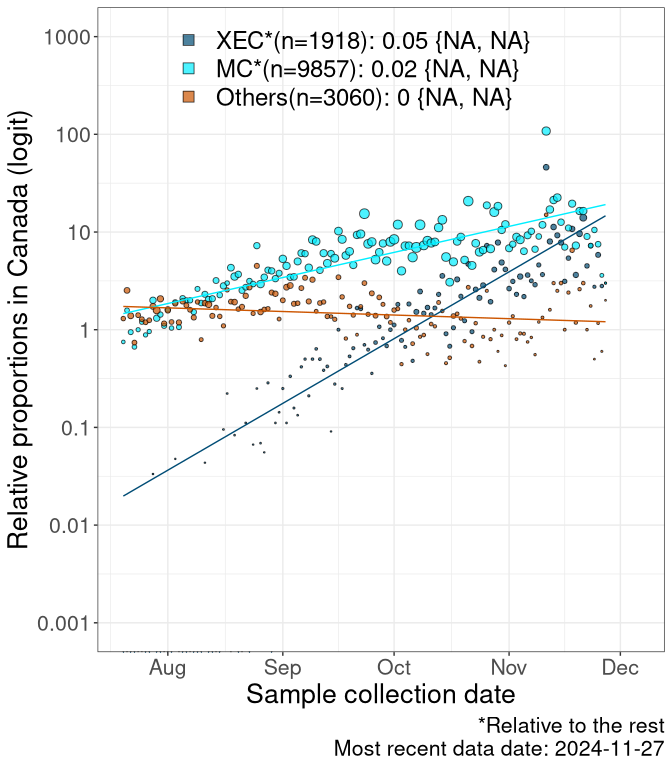 XEC*(n=1918): 0.05 {NA, NA}
MC*(n=9857): 0.02 {NA, NA}
Others(n=3060): 0 {NA, NA}
Relative proportions in Canada (logit)
1000
100
10
1
0.1
0.01
0.001
Aug Sep Oct Nov Dec
Sample collection date
*Relative to the rest
Most recent data date: 2024-11-27